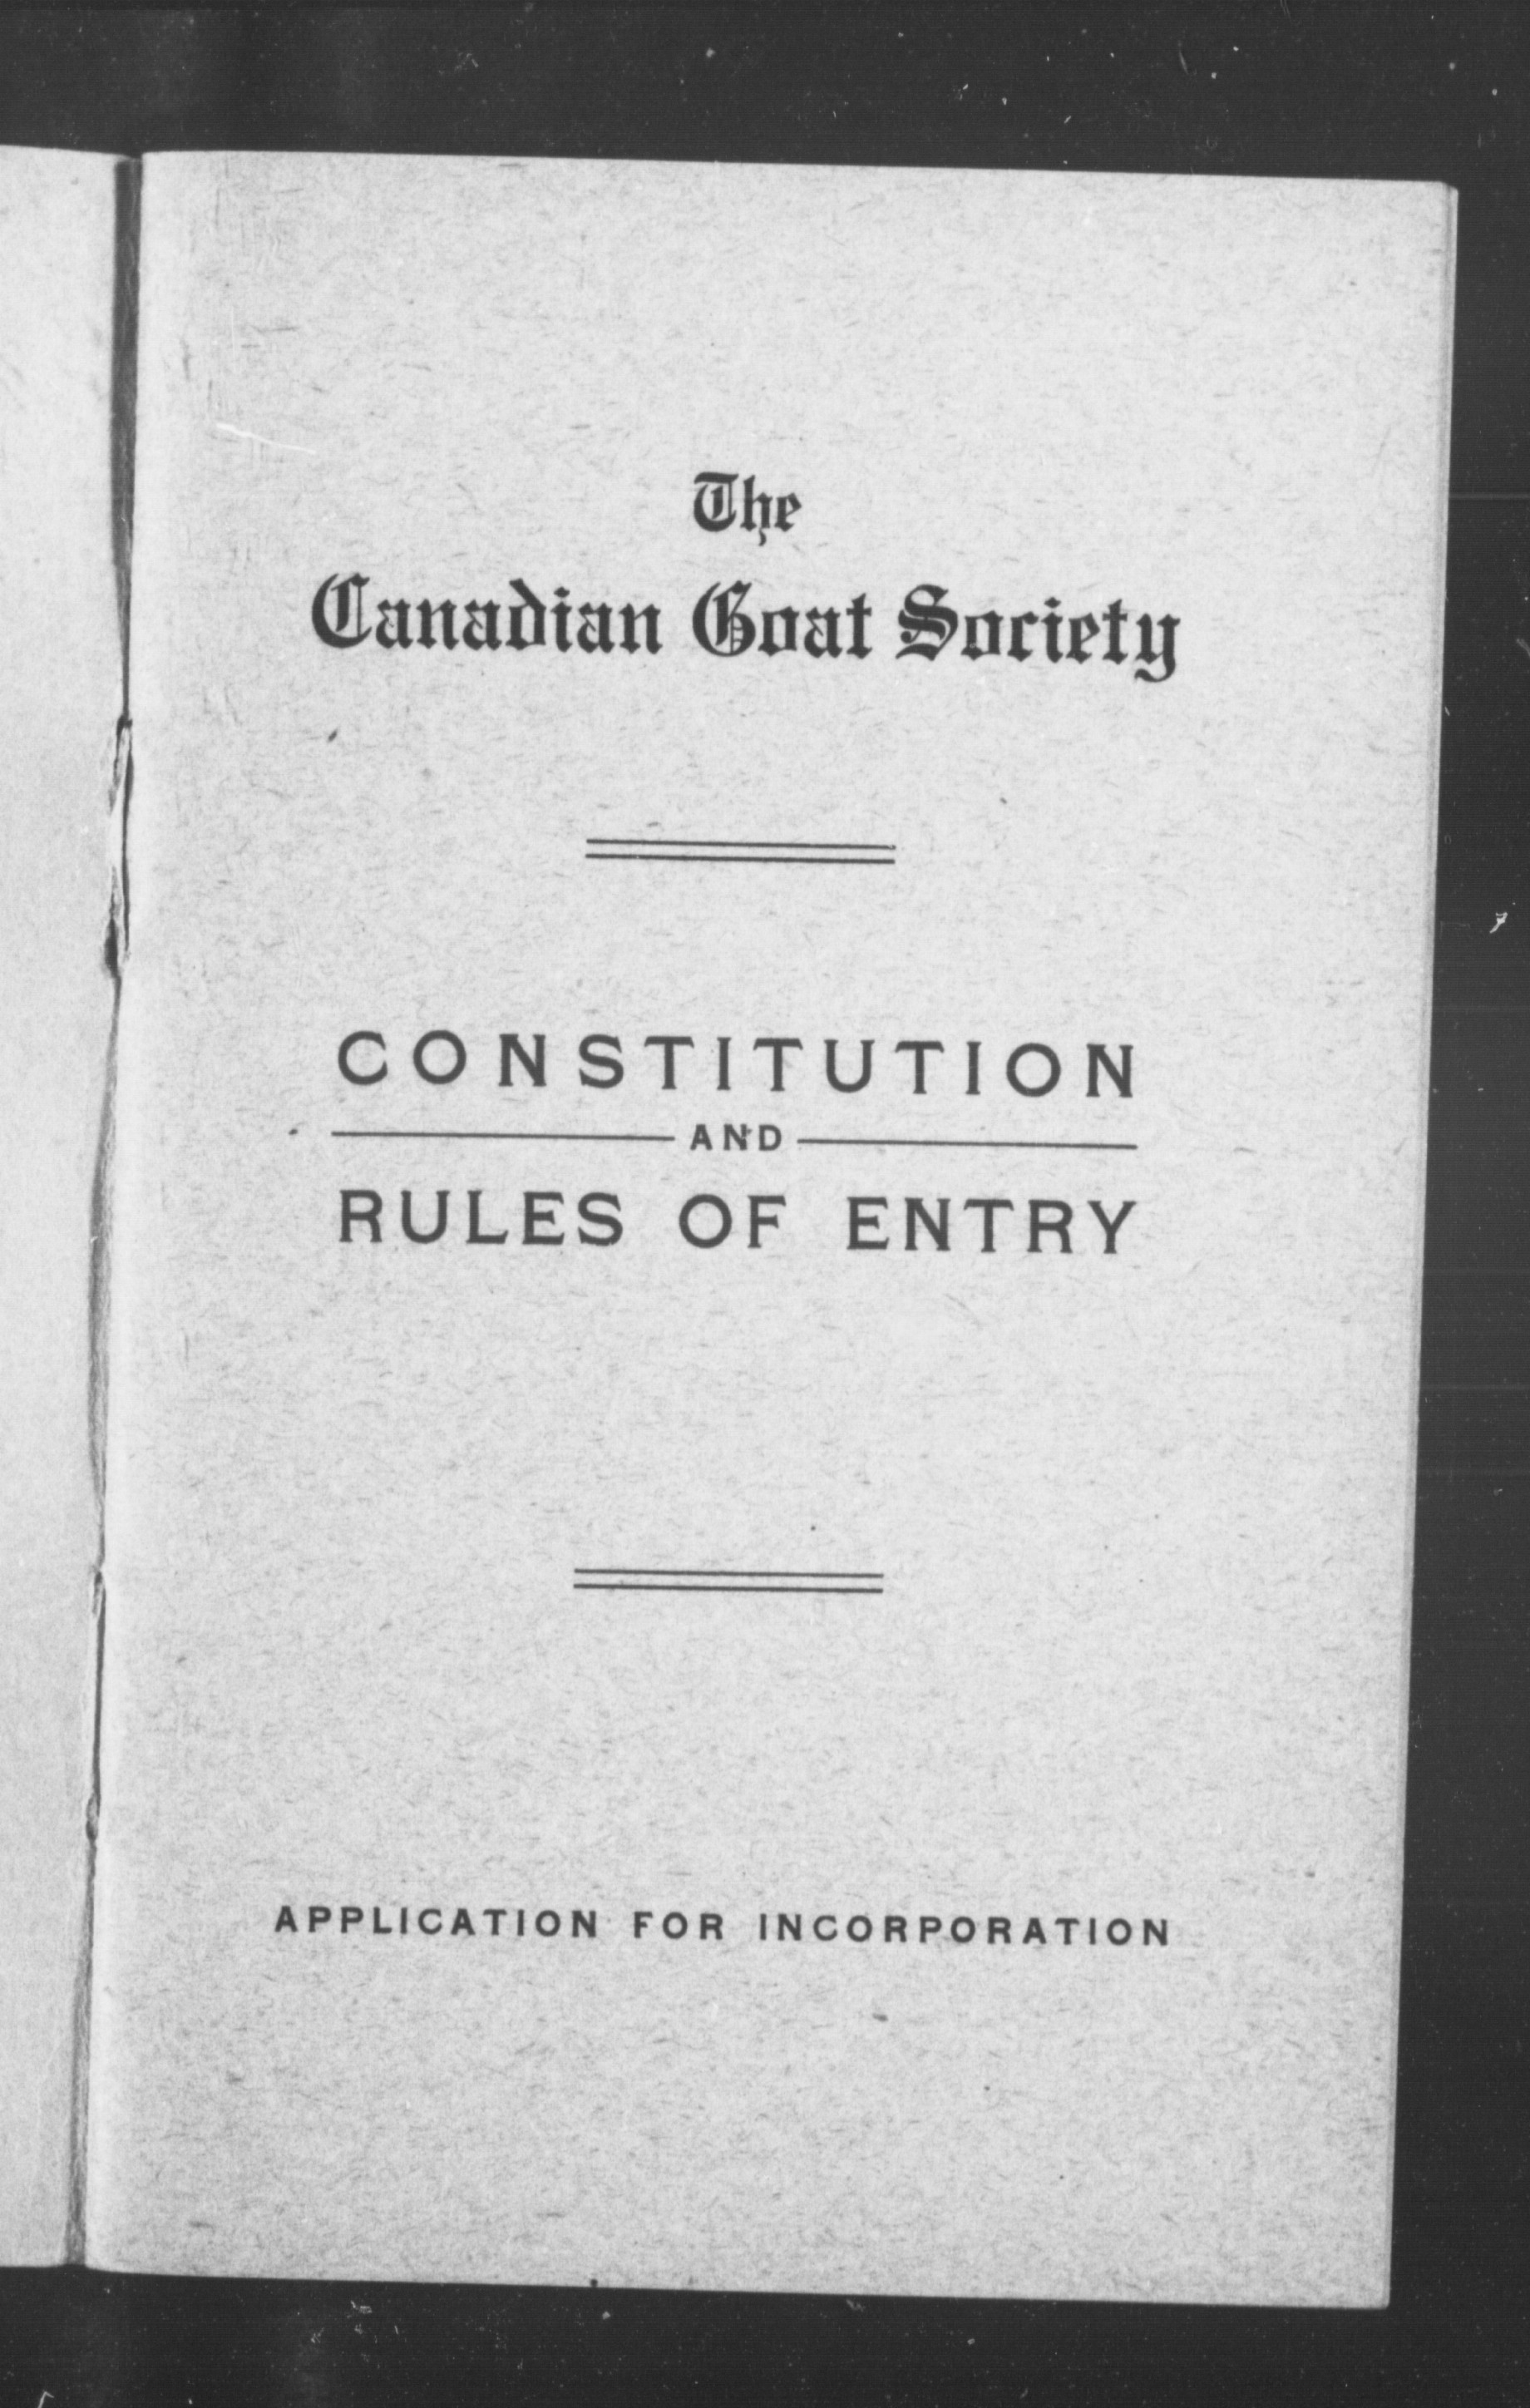 The
Canadian Goat Society
CONSTITUTION
AND
RULES OF ENTRY
APPLICATION FOR INCORPORATION